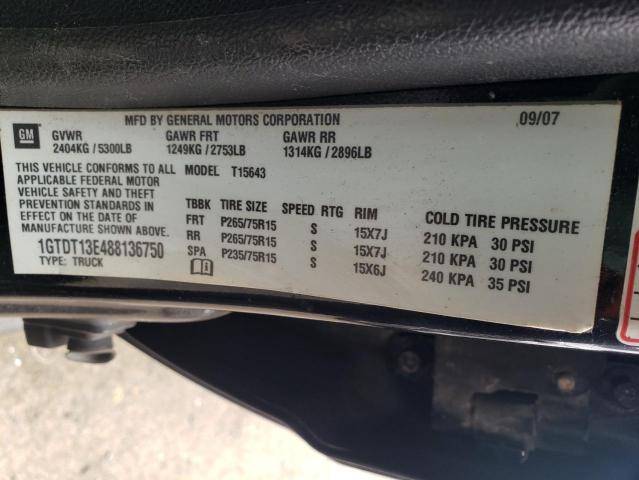 MFD BY GENERAL MOTORS CORPORATION 09/07
GM GVWR GAWR FRT GAWR RR
2404KG / 5300LB 1249KG / 2753LB 1314KG / 2896LB
THIS VEHICLE CONFORMS TO ALL MODEL T15643
APPLICABLE FEDERAL MOTOR
VEHICLE SAFETY AND THEFT
PREVENTION STANDARDS IN
EFFECT ON THE DATE OF
MANUFACTURE SHOWN ABOVE.
1GTDT13E488136750
TYPE: TRUCK
TBBK TIRE SIZE SPEED RTG RIM COLD TIRE PRESSURE
FRT P265/75R15 S 15X7J 210 KPA 30 PSI
RR P265/75R15 S 15X7J 210 KPA 30 PSI
SPA P235/75R15 S 15X6J 240 KPA 35 PSI